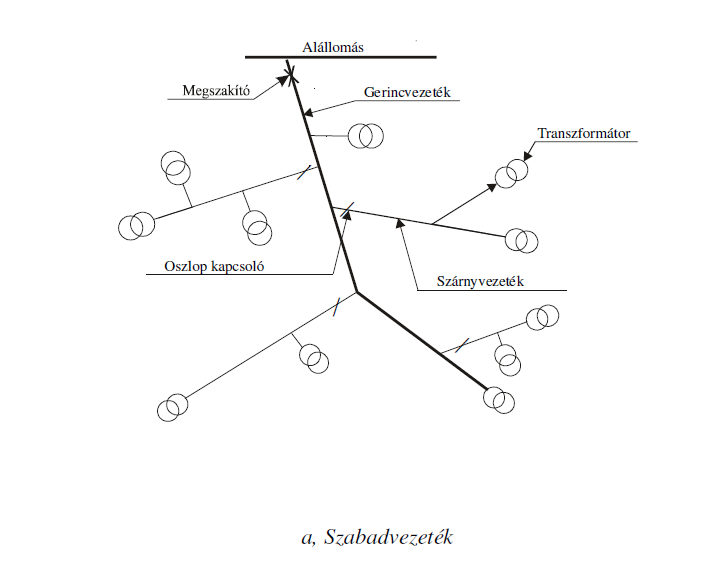 Alállomás
Megszakító
Gerincvezeték
Transzformátor
Oszlop kapcsoló
Szárnyvezeték
a, Szabadvezeték